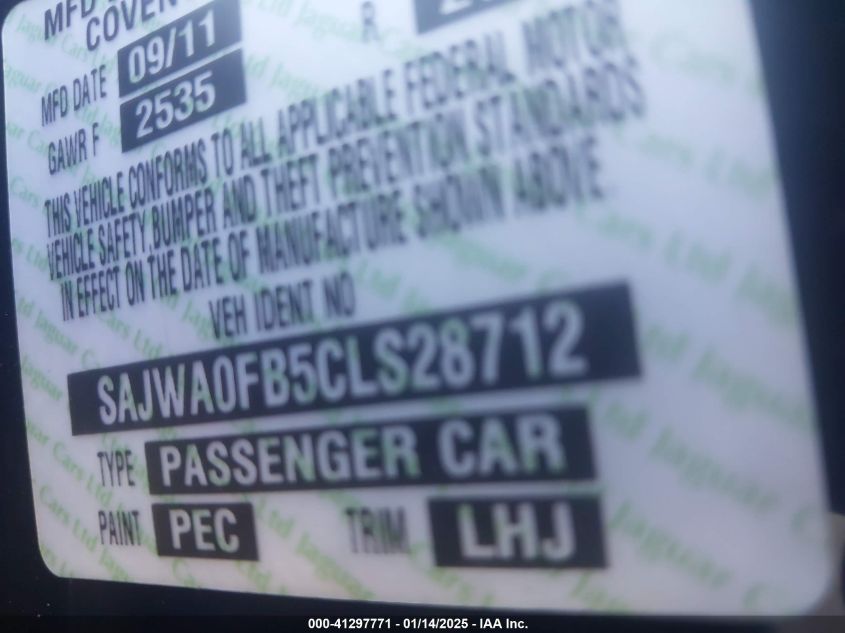 MFD
COVEN
R
MFD DATE 09/11
GAWR F 2535
THIS VEHICLE CONFORMS TO ALL APPLICABLE FEDERAL MOTOR
VEHICLE SAFETY,BUMPER AND THEFT PREVENTION STANDARDS
IN EFFECT ON THE DATE OF MANUFACTURE SHOWN ABOVE
VEH IDENT NO
SAJWA0FB5CLS28712
TYPE PASSENGER CAR
PAINT PEC TRIM LHJ
000-41297771 - 01/14/2025 - IAA Inc.